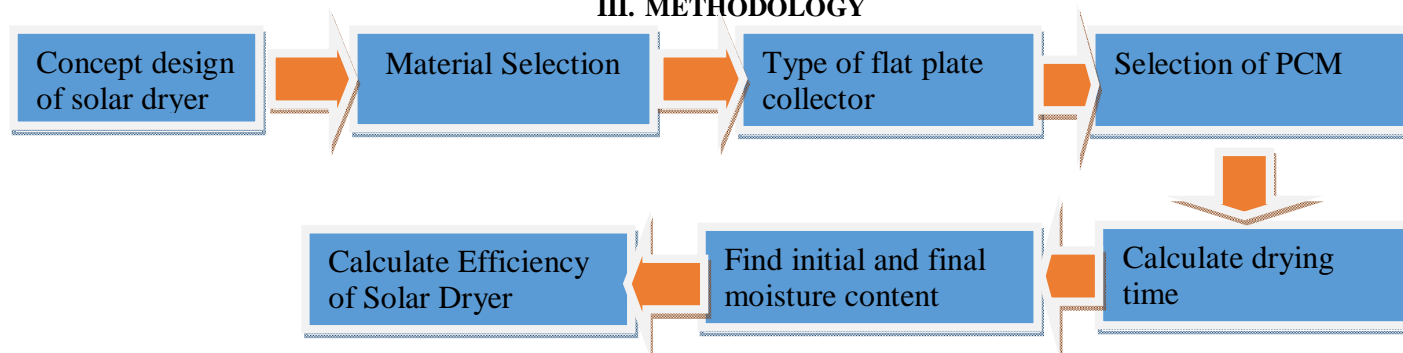 III. METHODOLOGY
Concept design
of solar dryer
Material Selection
Type of flat plate
collector
Selection of PCM
Calculate drying
time
Find initial and final
moisture content
Calculate Efficiency
of Solar Dryer